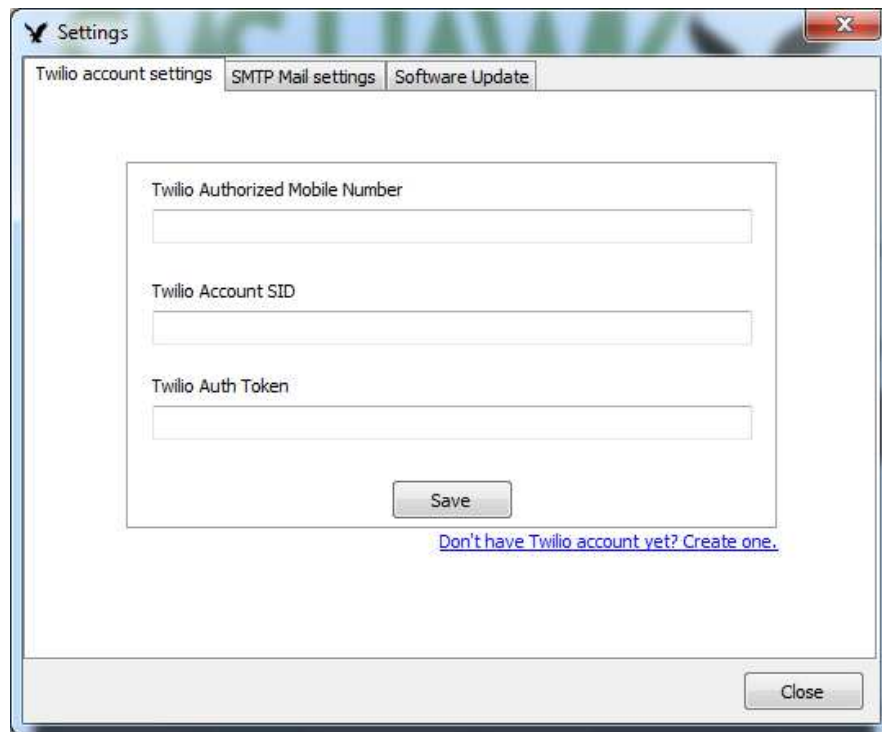 Settings
Twilio account settings SMTP Mail settings Software Update
Twilio Authorized Mobile Number
Twilio Account SID
Twilio Auth Token
Save
Don't have Twilio account yet? Create one.
Close